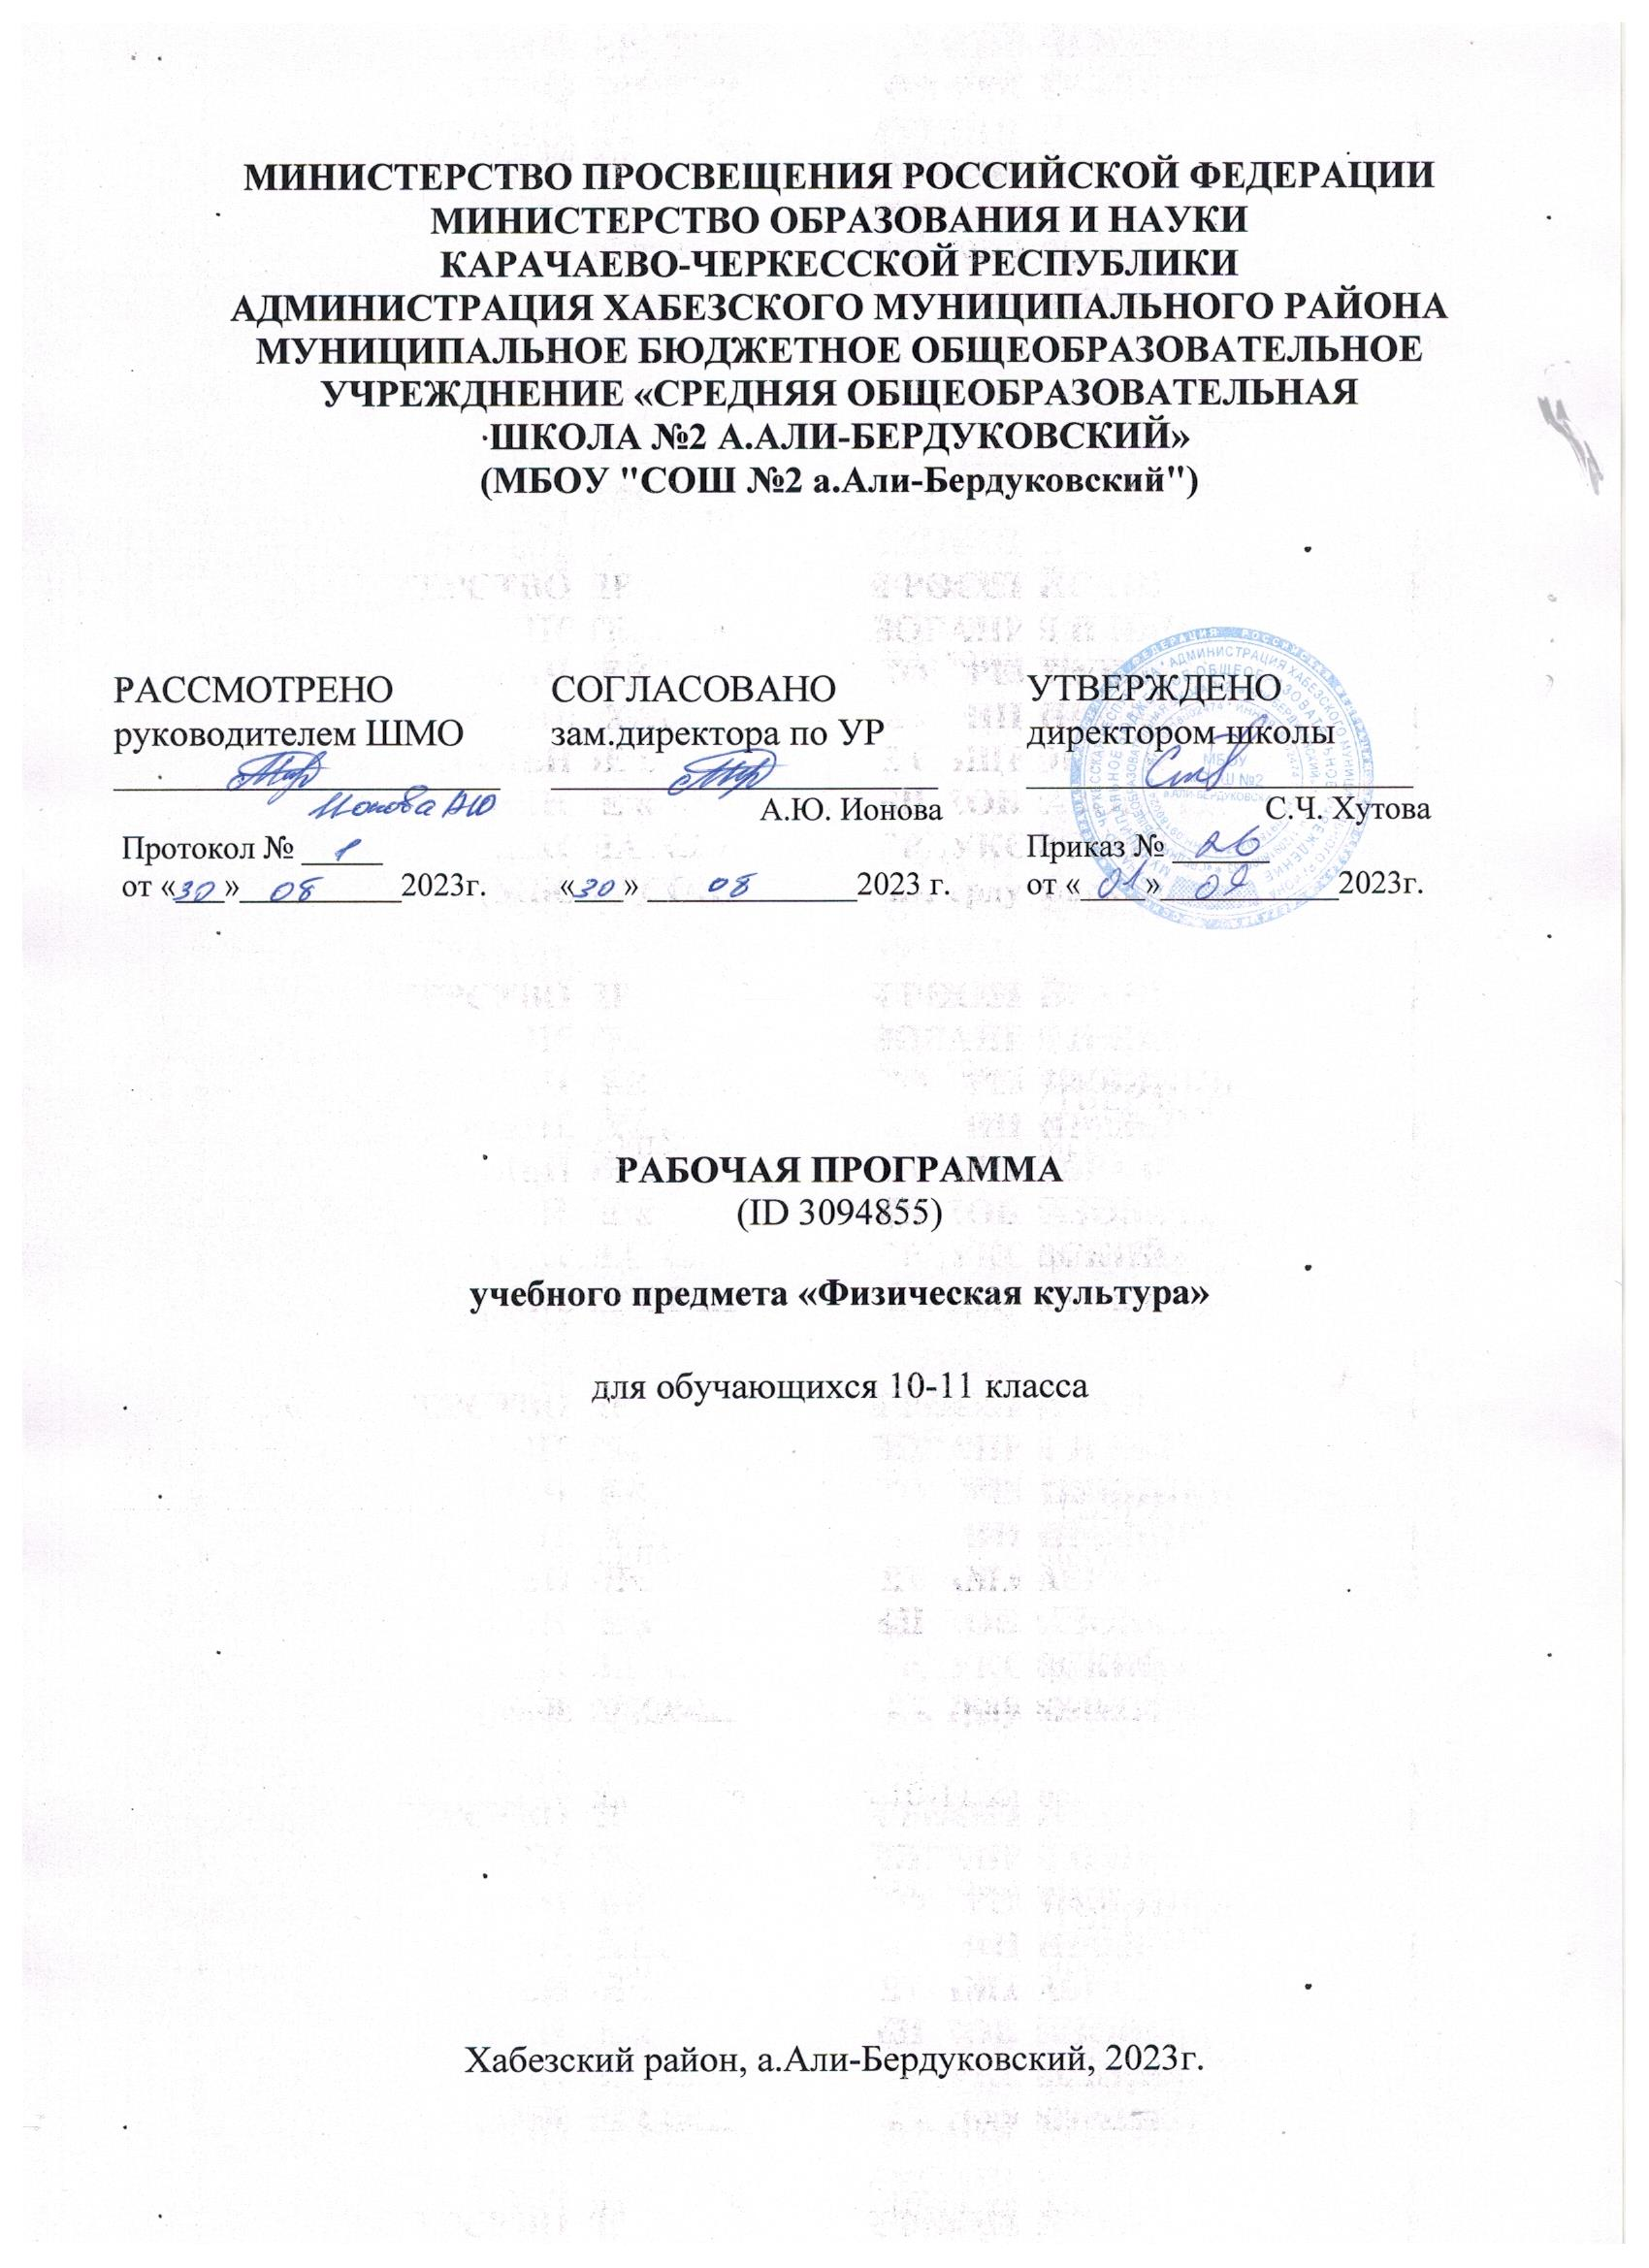 МИНИСТЕРСТВО ПРОСВЕЩЕНИЯ РОССИЙСКОЙ ФЕДЕРАЦИИ
МИНИСТЕРСТВО ОБРАЗОВАНИЯ И НАУКИ
КАРАЧАЕВО-ЧЕРКЕССКОЙ РЕСПУБЛИКИ
АДМИНИСТРАЦИЯ ХАБЕЗСКОГО МУНИЦИПАЛЬНОГО РАЙОНА
МУНИЦИПАЛЬНОЕ БЮДЖЕТНОЕ ОБЩЕОБРАЗОВАТЕЛЬНОЕ
УЧРЕЖДНЕНИЕ «СРЕДНЯЯ ОБЩЕОБРАЗОВАТЕЛЬНАЯ
ШКОЛА №2 А.АЛИ-БЕРДУКОВСКИЙ»
(МБОУ "СОШ №2 а.Али-Бердуковский")
РАССМОТРЕНО
руководителем ШМО
Ионова АЮ
Протокол № 1
от «30» 08 2023г.
СОГЛАСОВАНО
зам.директора по УР
А.Ю. Ионова
«30» 08 2023 г.
УТВЕРЖДЕНО
директором школы
С.Ч. Хутова
Приказ № 26
от «01» 09 2023г.
МБОУ
СОШ №2
РАБОЧАЯ ПРОГРАММА
(ID 3094855)
учебного предмета «Физическая культура»
для обучающихся 10-11 класса
Хабезский район, а.Али-Бердуковский, 2023г.